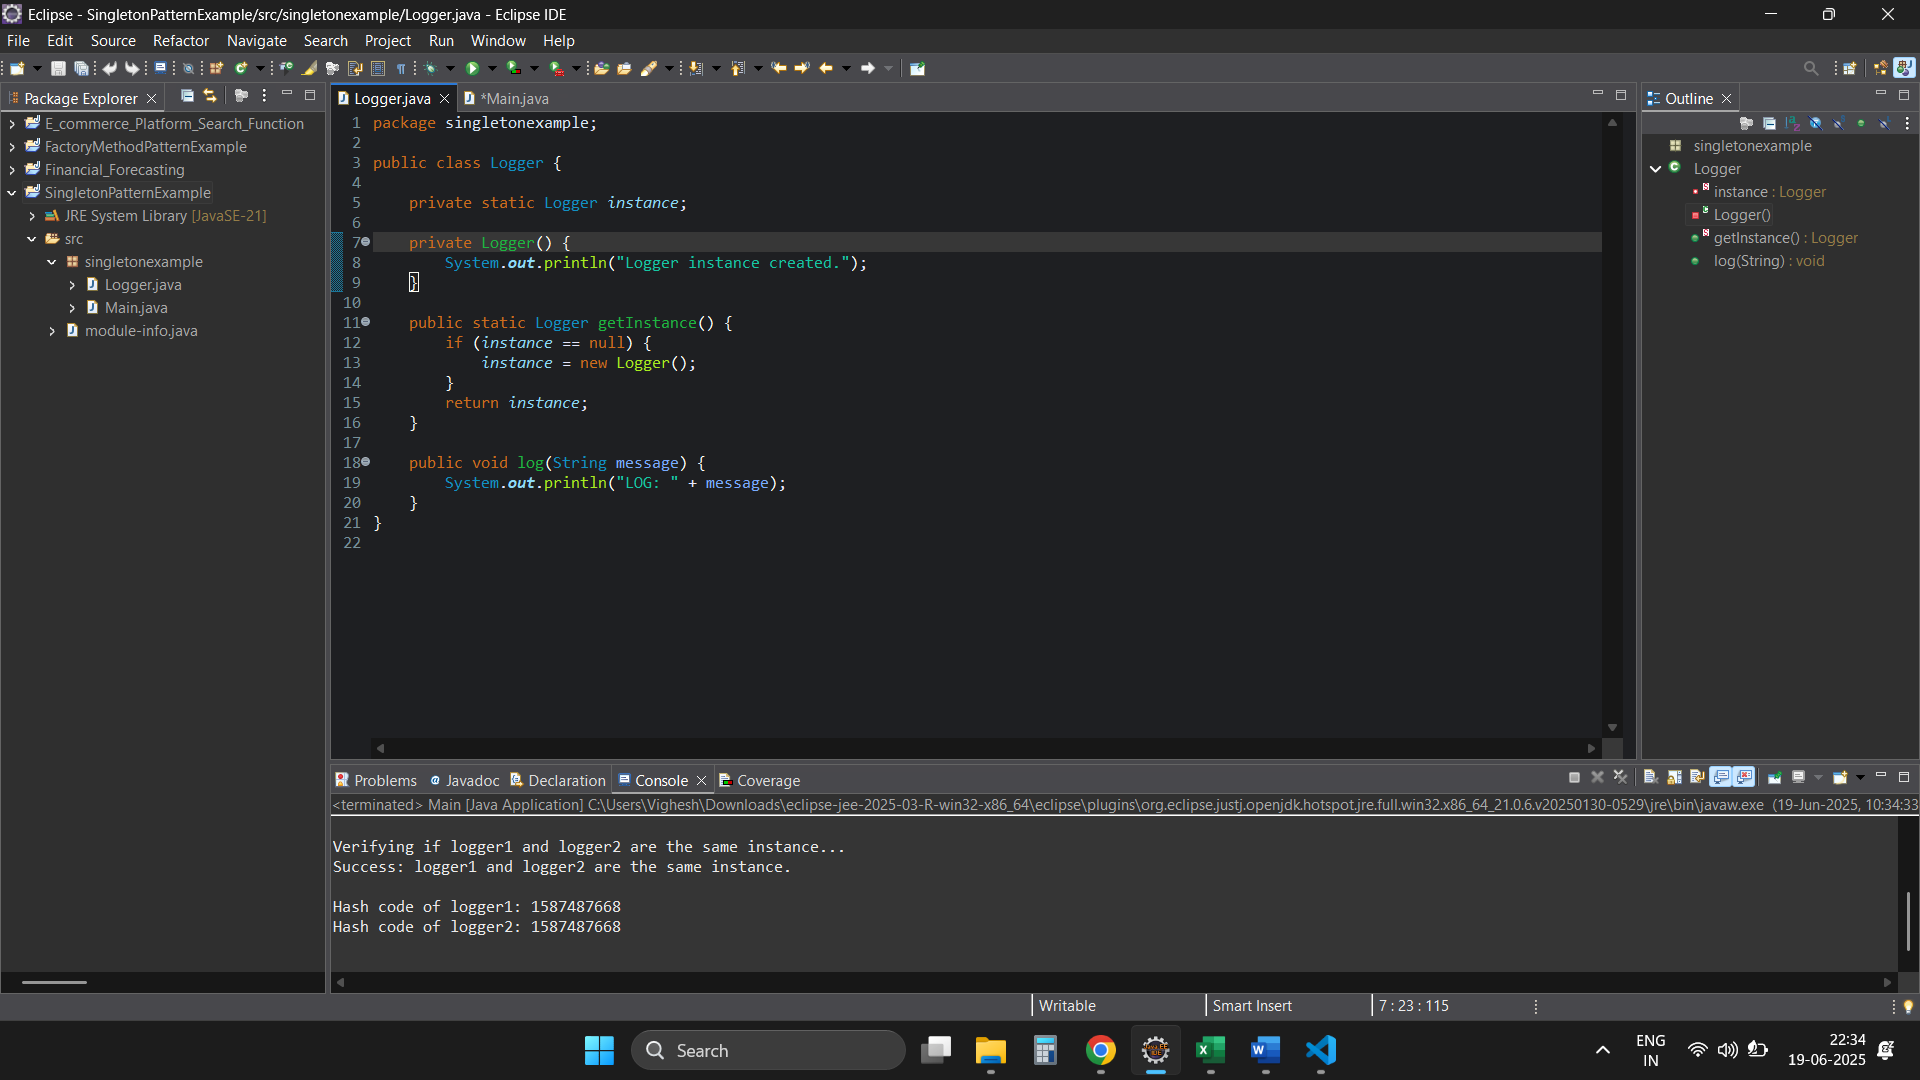 Eclipse - SingletonPatternExample/src/singletonexample/Logger.java - Eclipse IDE
File Edit Source Refactor Navigate Search Project Run Window Help
Package Explorer
E_commerce_Platform_Search_Function
FactoryMethodPatternExample
Financial_Forecasting
SingletonPatternExample
JRE System Library [JavaSE-21]
src
singletonexample
Logger.java
Main.java
module-info.java
Logger.java *Main.java
1 package singletonexample;
2
3 public class Logger {
4
5 private static Logger instance;
6
7 private Logger() {
8 System.out.println("Logger instance created.");
9 }
10
11 public static Logger getInstance() {
12 if (instance == null) {
13 instance = new Logger();
14 }
15 return instance;
16 }
17
18 public void log(String message) {
19 System.out.println("LOG: " + message);
20 }
21 }
22
Outline
singletonexample
Logger
instance : Logger
Logger()
getInstance() : Logger
log(String) : void
Problems Javadoc Declaration Console Coverage
<terminated> Main [Java Application] C:\Users\Vighesh\Downloads\eclipse-jee-2025-03-R-win32-x86_64\eclipse\plugins\org.eclipse.justj.openjdk.hotspot.jre.full.win32.x86_64_21.0.6.v20250130-0529\jre\bin\javaw.exe (19-Jun-2025, 10:34:33
Verifying if logger1 and logger2 are the same instance...
Success: logger1 and logger2 are the same instance.
Hash code of logger1: 1587487668
Hash code of logger2: 1587487668
Writable Smart Insert 7 : 23 : 115
Search
ENG
IN
22:34
19-06-2025